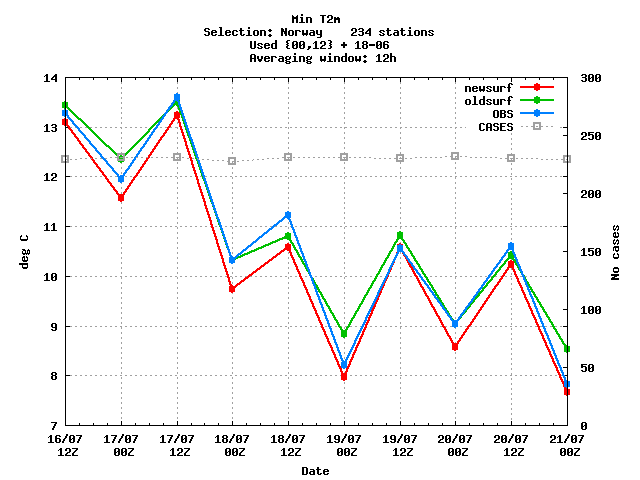 Min T2m
Selection: Norway    234 stations
Used {00,12} + 18-06
Averaging window: 12h
14
13
12
11
10
9
8
7
deg C
300
250
200
150
100
50
0
No cases
newsurf
oldsurf
OBS
CASES
16/07 17/07 17/07 18/07 18/07 19/07 19/07 20/07 20/07 21/07
12Z 00Z 12Z 00Z 12Z 00Z 12Z 00Z 12Z 00Z
Date